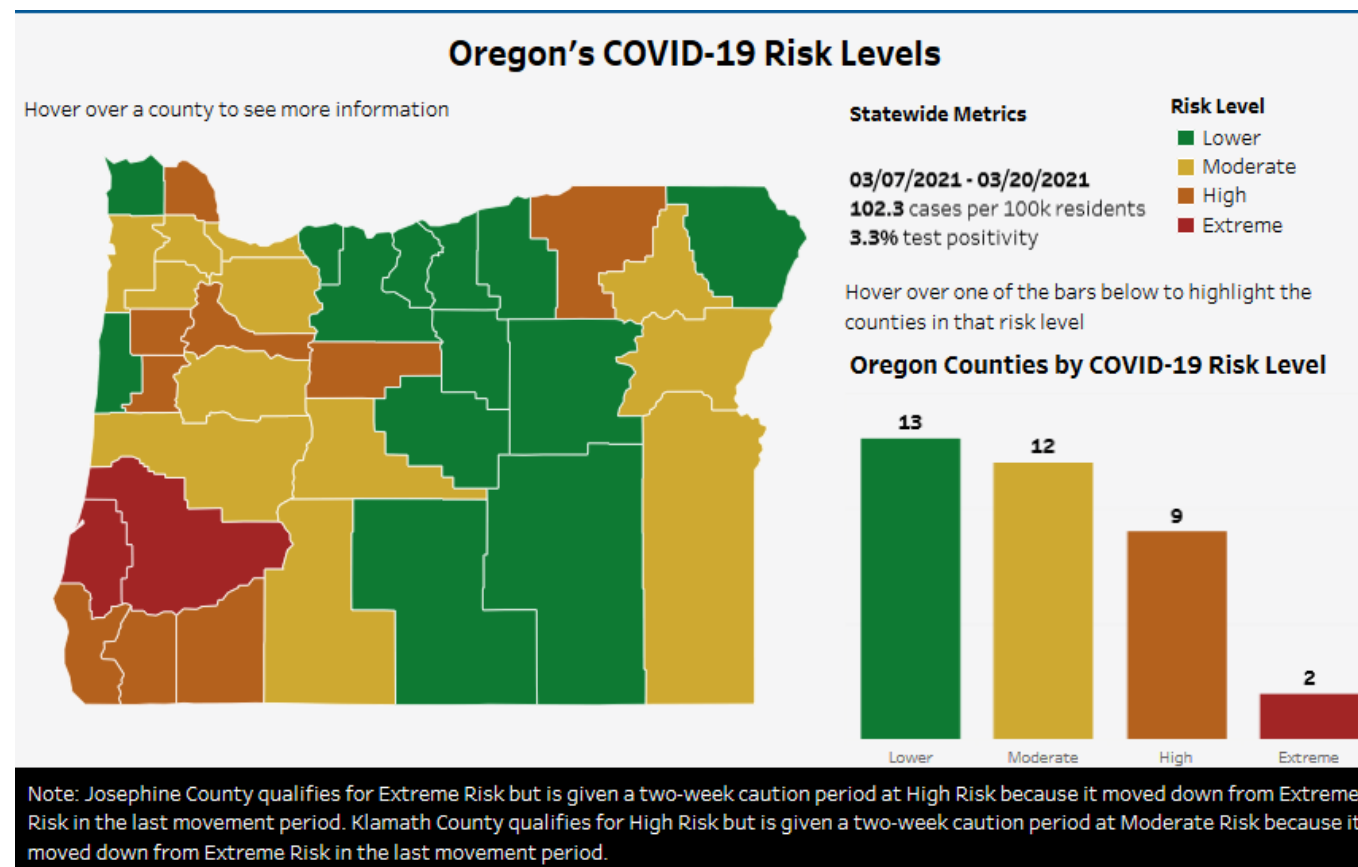 Oregon’s COVID-19 Risk Levels
Hover over a county to see more information
Statewide Metrics
03/07/2021 - 03/20/2021
102.3 cases per 100k residents
3.3% test positivity
Risk Level
Lower
Moderate
High
Extreme
Hover over one of the bars below to highlight the
counties in that risk level
Oregon Counties by COVID-19 Risk Level
13
12
9
2
Lower
Moderate
High
Extreme
Note: Josephine County qualifies for Extreme Risk but is given a two-week caution period at High Risk because it moved down from Extreme
Risk in the last movement period. Klamath County qualifies for High Risk but is given a two-week caution period at Moderate Risk because it
moved down from Extreme Risk in the last movement period.